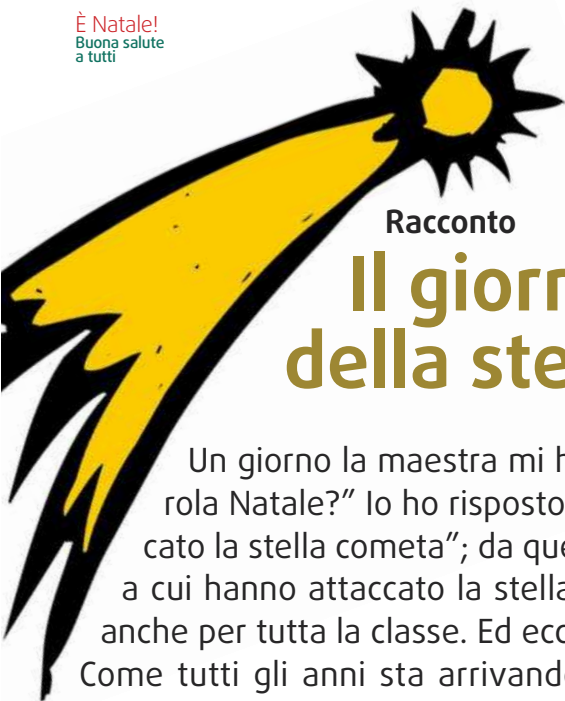 È Natale!
Buona salute
a tutti
Racconto
Il giorn
della ste
Un giorno la maestra mi h
rola Natale?” Io ho risposto
cato la stella cometa”; da que
a cui hanno attaccato la stella
anche per tutta la classe. Ed ecc
Come tutti gli anni sta arrivand